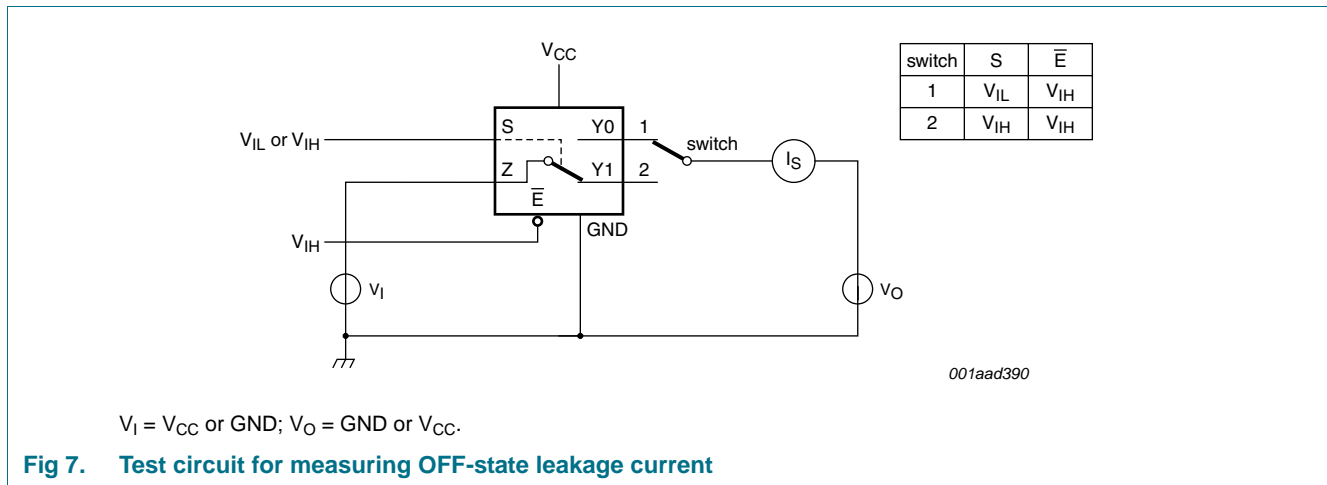 VCC
switch S E̅
1 VIL VIH
2 VIH VIH
VIL or VIH
S Y0 1
switch
IS
Z Y1 2
E̅
GND
VIH
VI
VO
001aad390
VI = VCC or GND; VO = GND or VCC.
Fig 7. Test circuit for measuring OFF-state leakage current